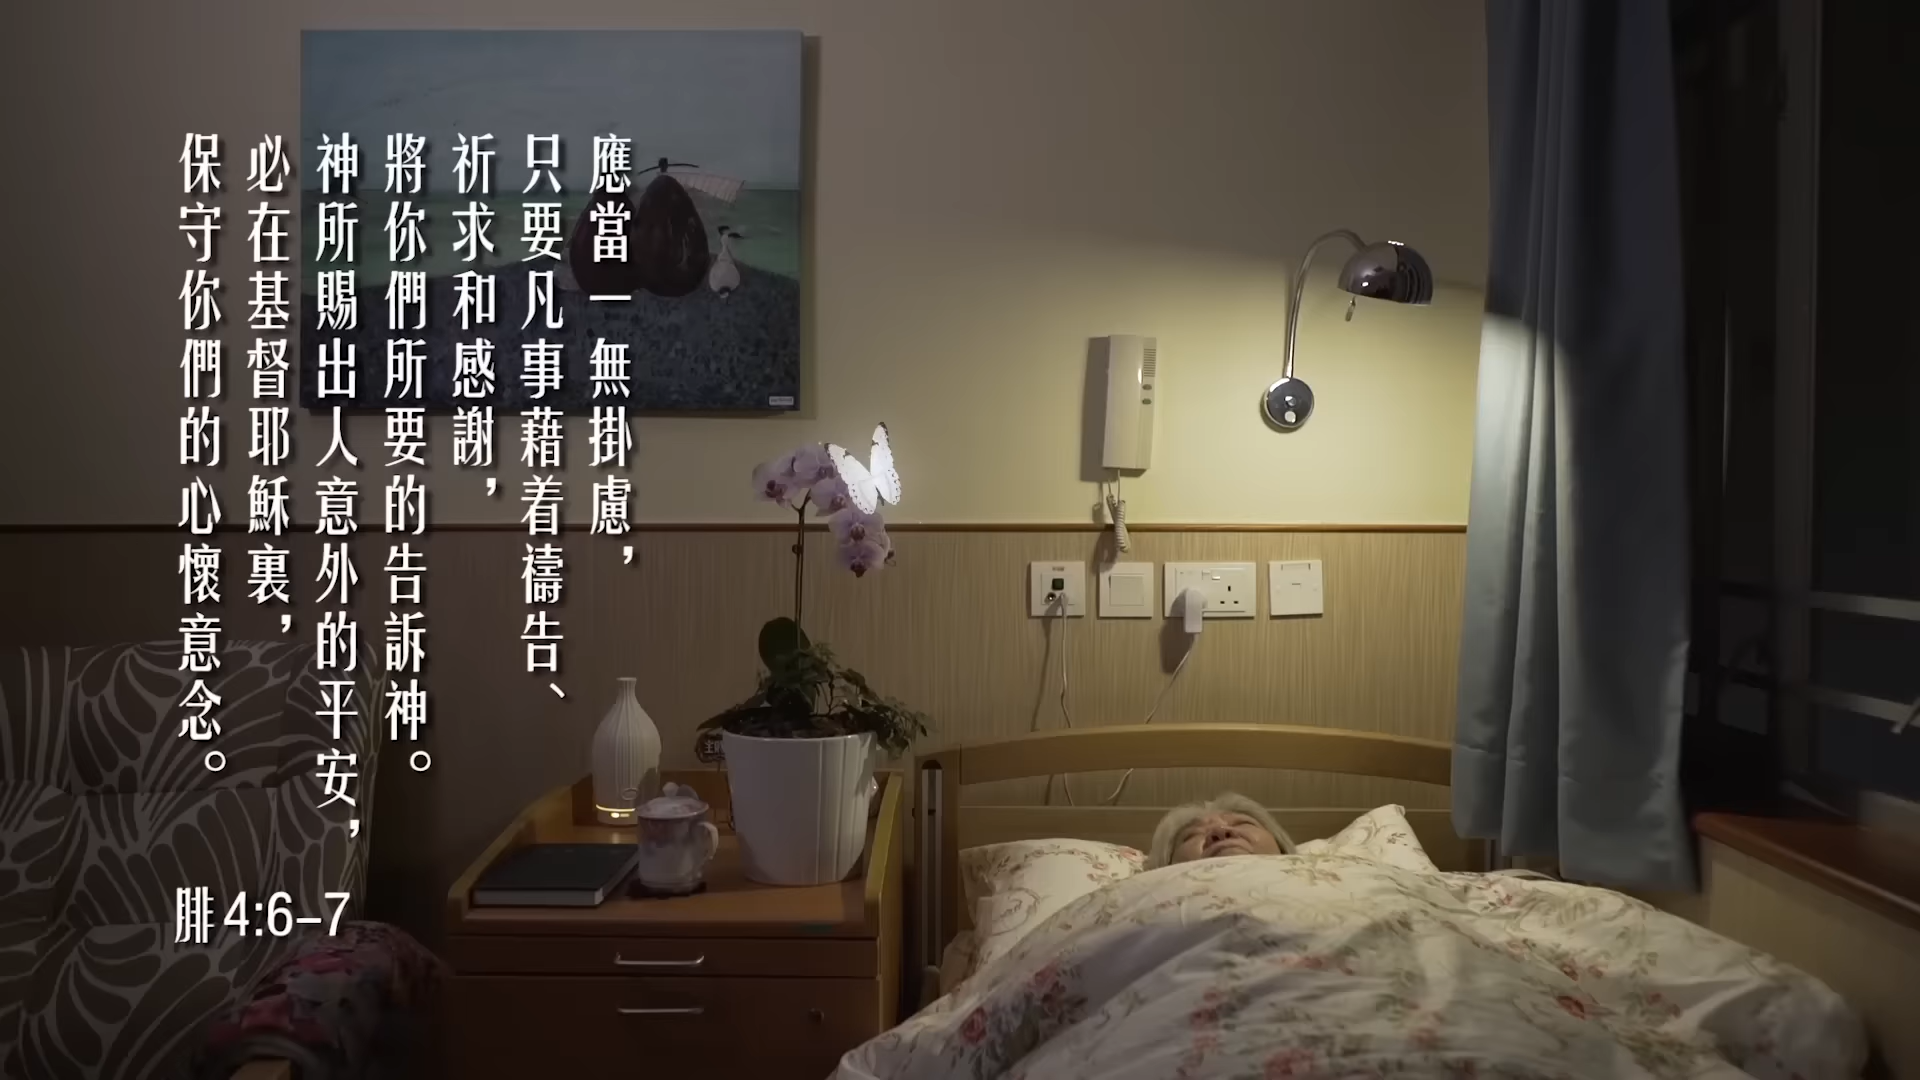 應當一無掛慮，
只要凡事藉着禱告、
祈求和感謝，
將你們所要的告訴神。
神所賜出人意外的平安，
必在基督耶穌裏，
保守你們的心懷意念。
腓4:6-7